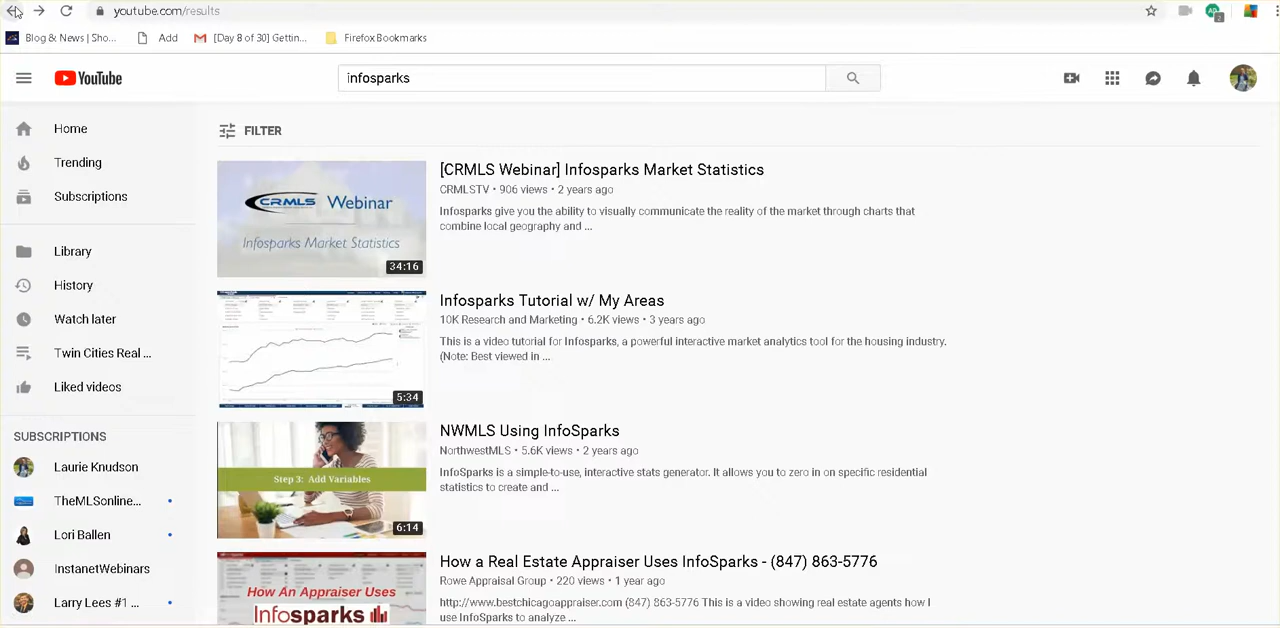 youtube.com/results
Blog & News | Sho...
Add
[Day 8 of 30] Gettin...
Firefox Bookmarks
YouTube
infosparks
2
Home
Trending
Subscriptions
Library
History
Watch later
Twin Cities Real ...
Liked videos
SUBSCRIPTIONS
Laurie Knudson
TheMLSonline...
Lori Ballen
InstanetWebinars
Larry Lees #1 ...
FILTER
CRMLS Webinar
Infosparks Market Statistics
34:16
[CRMLS Webinar] Infosparks Market Statistics
CRMLSTV • 906 views • 2 years ago
Infosparks give you the ability to visually communicate the reality of the market through charts that
combine local geography and ...
5:34
Infosparks Tutorial w/ My Areas
10K Research and Marketing • 6.2K views • 3 years ago
This is a video tutorial for Infosparks, a powerful interactive market analytics tool for the housing industry.
(Note: Best viewed in ...
Step 3: Add Variables
6:14
NWMLS Using InfoSparks
NorthwestMLS • 5.6K views • 2 years ago
InfoSparks is a simple-to-use, interactive stats generator. It allows you to zero in on specific residential
statistics to create and ...
How An Appraiser Uses
Infosparks
How a Real Estate Appraiser Uses InfoSparks - (847) 863-5776
Rowe Appraisal Group • 220 views • 1 year ago
http://www.bestchicagoappraiser.com (847) 863-5776 This is a video showing real estate agents how I
use InfoSparks to analyze ...